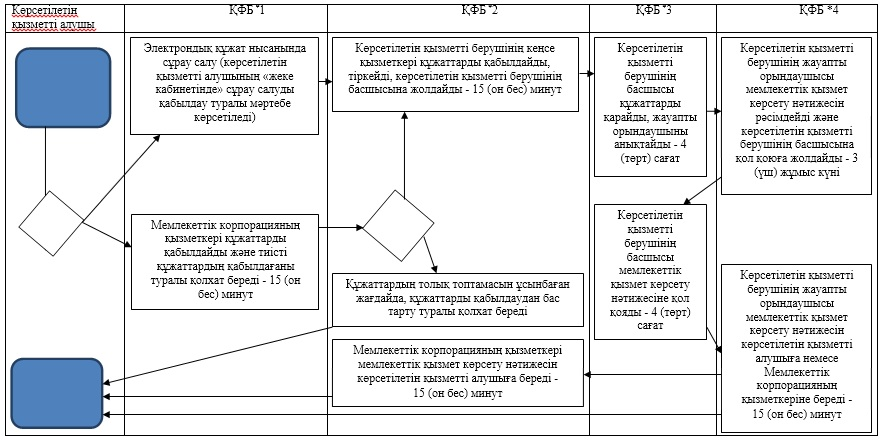 Көрсетілетін
қызметті алушы
ҚФБ *1
ҚФБ *2
ҚФБ *3
ҚФБ *4
Электрондық құжат нысанында
сұрау салу (көрсетілетін
қызметті алушының «жеке
кабинетінде» сұрау салуды
қабылдау туралы мәртебе
көрсетіледі)
Көрсетілетін қызметті берушінің кеңсе
қызметкері құжаттарды қабылдайды,
тіркейді, көрсетілетін қызметті берушінің
басшысына жолдайды - 15 (он бес) минут
Көрсетілетін
қызметті
берушінің
басшысы
құжаттарды
қарайды, жауапты
орындаушыны
анықтайды - 4
(төрт) сағат
Көрсетілетін қызметті
берушінің жауапты
орындаушысы
мемлекеттік қызмет
көрсету нәтижесін
рәсімдейді және
көрсетілетін қызметті
берушінің басшысына
қол қоюға жолдайды - 3
(үш) жұмыс күні
Мемлекеттік корпорацияның
қызметкері құжаттарды
қабылдайды және тиісті
құжаттардың қабылдағаны
туралы қолхат береді - 15 (он
бес) минут
Құжаттардың толық топтамасын ұсынбаған
жағдайда, құжаттарды қабылдаудан бас
тарту туралы қолхат береді
Көрсетілетін
қызметті
берушінің
басшысы
мемлекеттік
қызмет көрсету
нәтижесіне қол
қояды - 4 (төрт)
сағат
Көрсетілетін қызметті
берушінің жауапты
орындаушысы
мемлекеттік қызмет
көрсету нәтижесін
көрсетілетін қызметті
алушыға немесе
Мемлекеттік
корпорацияның
қызметкеріне береді -
15 (он бес) минут
Мемлекеттік корпорацияның қызметкері
мемлекеттік қызмет көрсету нәтижесін
көрсетілетін қызметті алушыға береді -
15 (он бес) минут